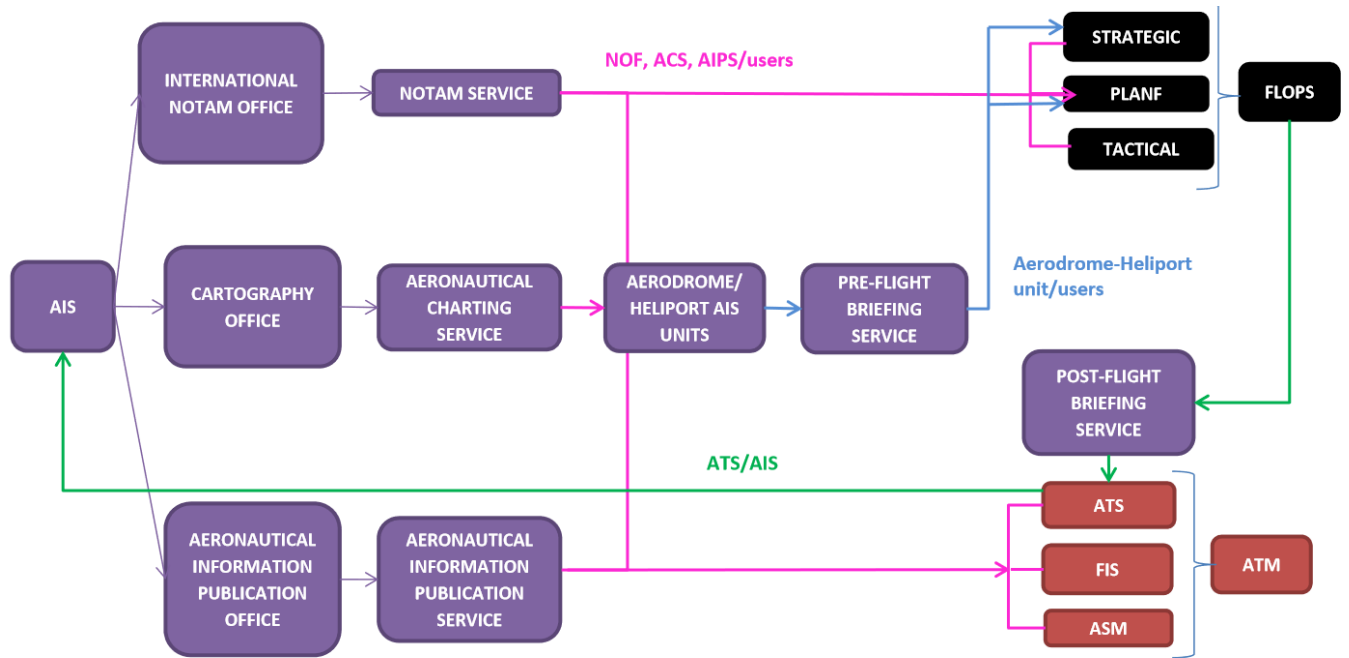 INTERNATIONAL
NOTAM OFFICE
NOTAM SERVICE
NOF, ACS, AIPS/users
STRATEGIC
PLANF
TACTICAL
FLOPS
AIS
CARTOGRAPHY
OFFICE
AERONAUTICAL
CHARTING
SERVICE
AERODROME/
HELIPORT AIS
UNITS
PRE-FLIGHT
BRIEFING
SERVICE
Aerodrome-Heliport
unit/users
POST-FLIGHT
BRIEFING
SERVICE
ATS/AIS
AERONAUTICAL
INFORMATION
PUBLICATION
OFFICE
AERONAUTICAL
INFORMATION
PUBLICATION
SERVICE
ATS
FIS
ASM
ATM